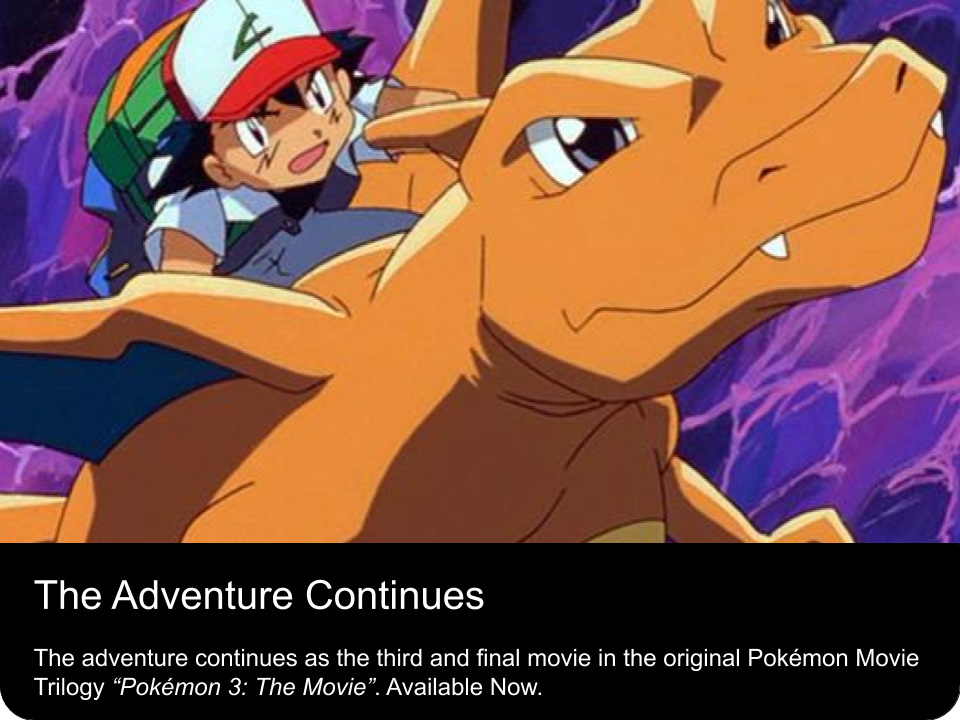 The Adventure Continues
The adventure continues as the third and final movie in the original Pokémon Movie
Trilogy “Pokémon 3: The Movie”. Available Now.